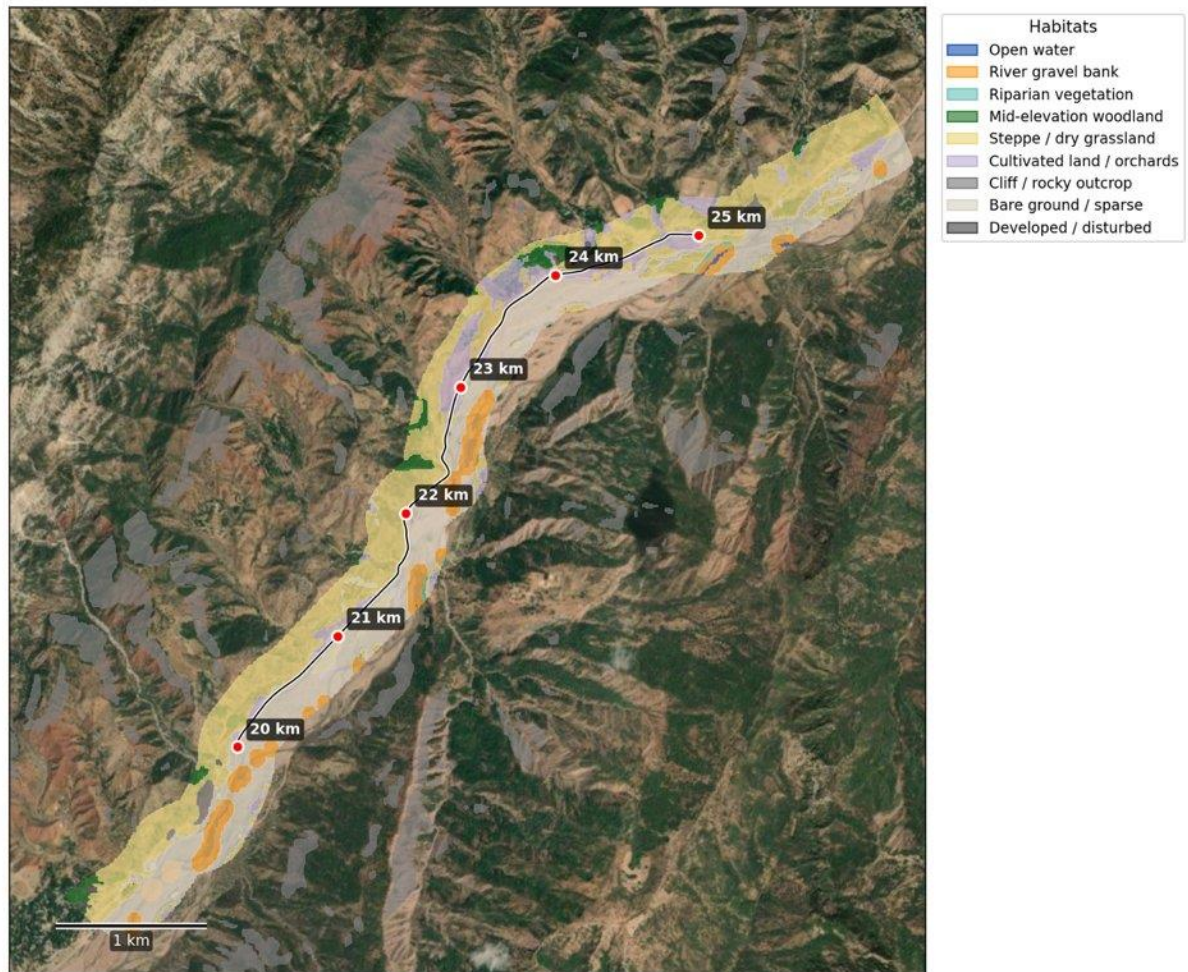 Habitats
Open water
River gravel bank
Riparian vegetation
Mid-elevation woodland
Steppe / dry grassland
Cultivated land / orchards
Cliff / rocky outcrop
Bare ground / sparse
Developed / disturbed
25 km
24 km
23 km
22 km
21 km
20 km
1 km